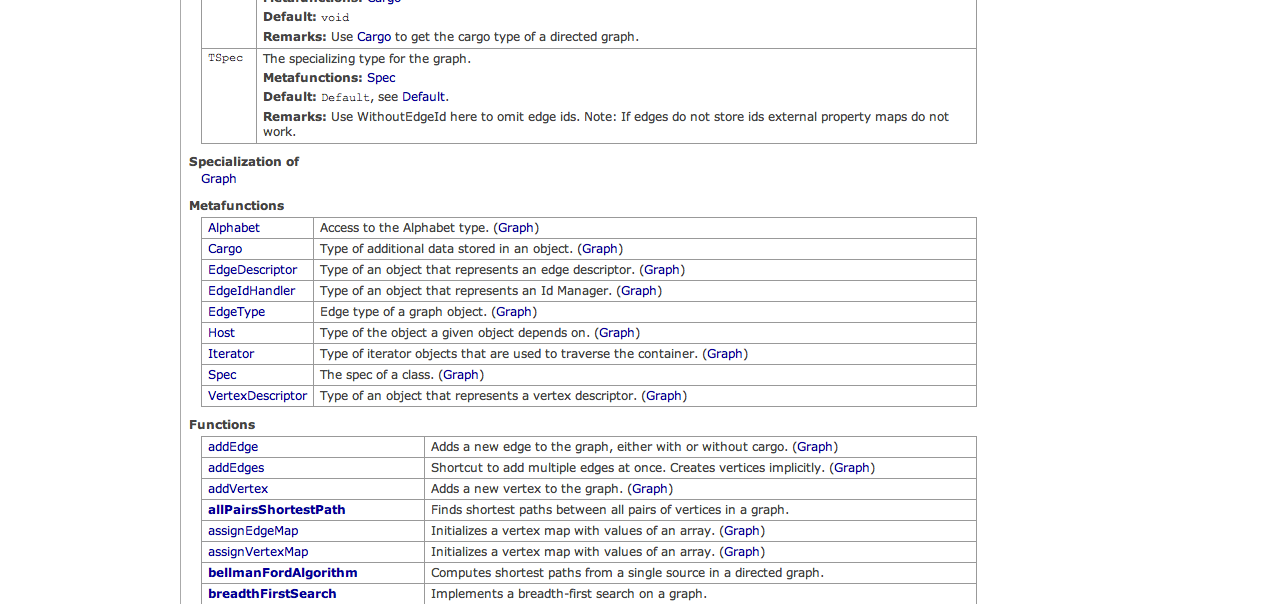 Metafunctions: Cargo
Default: void
Remarks: Use Cargo to get the cargo type of a directed graph.
TSpec The specializing type for the graph.
Metafunctions: Spec
Default: Default, see Default.
Remarks: Use WithoutEdgeId here to omit edge ids. Note: If edges do not store ids external property maps do not
work.
Specialization of
Graph
Metafunctions
Alphabet Access to the Alphabet type. (Graph)
Cargo Type of additional data stored in an object. (Graph)
EdgeDescriptor Type of an object that represents an edge descriptor. (Graph)
EdgeIdHandler Type of an object that represents an Id Manager. (Graph)
EdgeType Edge type of a graph object. (Graph)
Host Type of the object a given object depends on. (Graph)
Iterator Type of iterator objects that are used to traverse the container. (Graph)
Spec The spec of a class. (Graph)
VertexDescriptor Type of an object that represents a vertex descriptor. (Graph)
Functions
addEdge Adds a new edge to the graph, either with or without cargo. (Graph)
addEdges Shortcut to add multiple edges at once. Creates vertices implicitly. (Graph)
addVertex Adds a new vertex to the graph. (Graph)
allPairsShortestPath Finds shortest paths between all pairs of vertices in a graph.
assignEdgeMap Initializes a vertex map with values of an array. (Graph)
assignVertexMap Initializes a vertex map with values of an array. (Graph)
bellmanFordAlgorithm Computes shortest paths from a single source in a directed graph.
breadthFirstSearch Implements a breadth-first search on a graph.